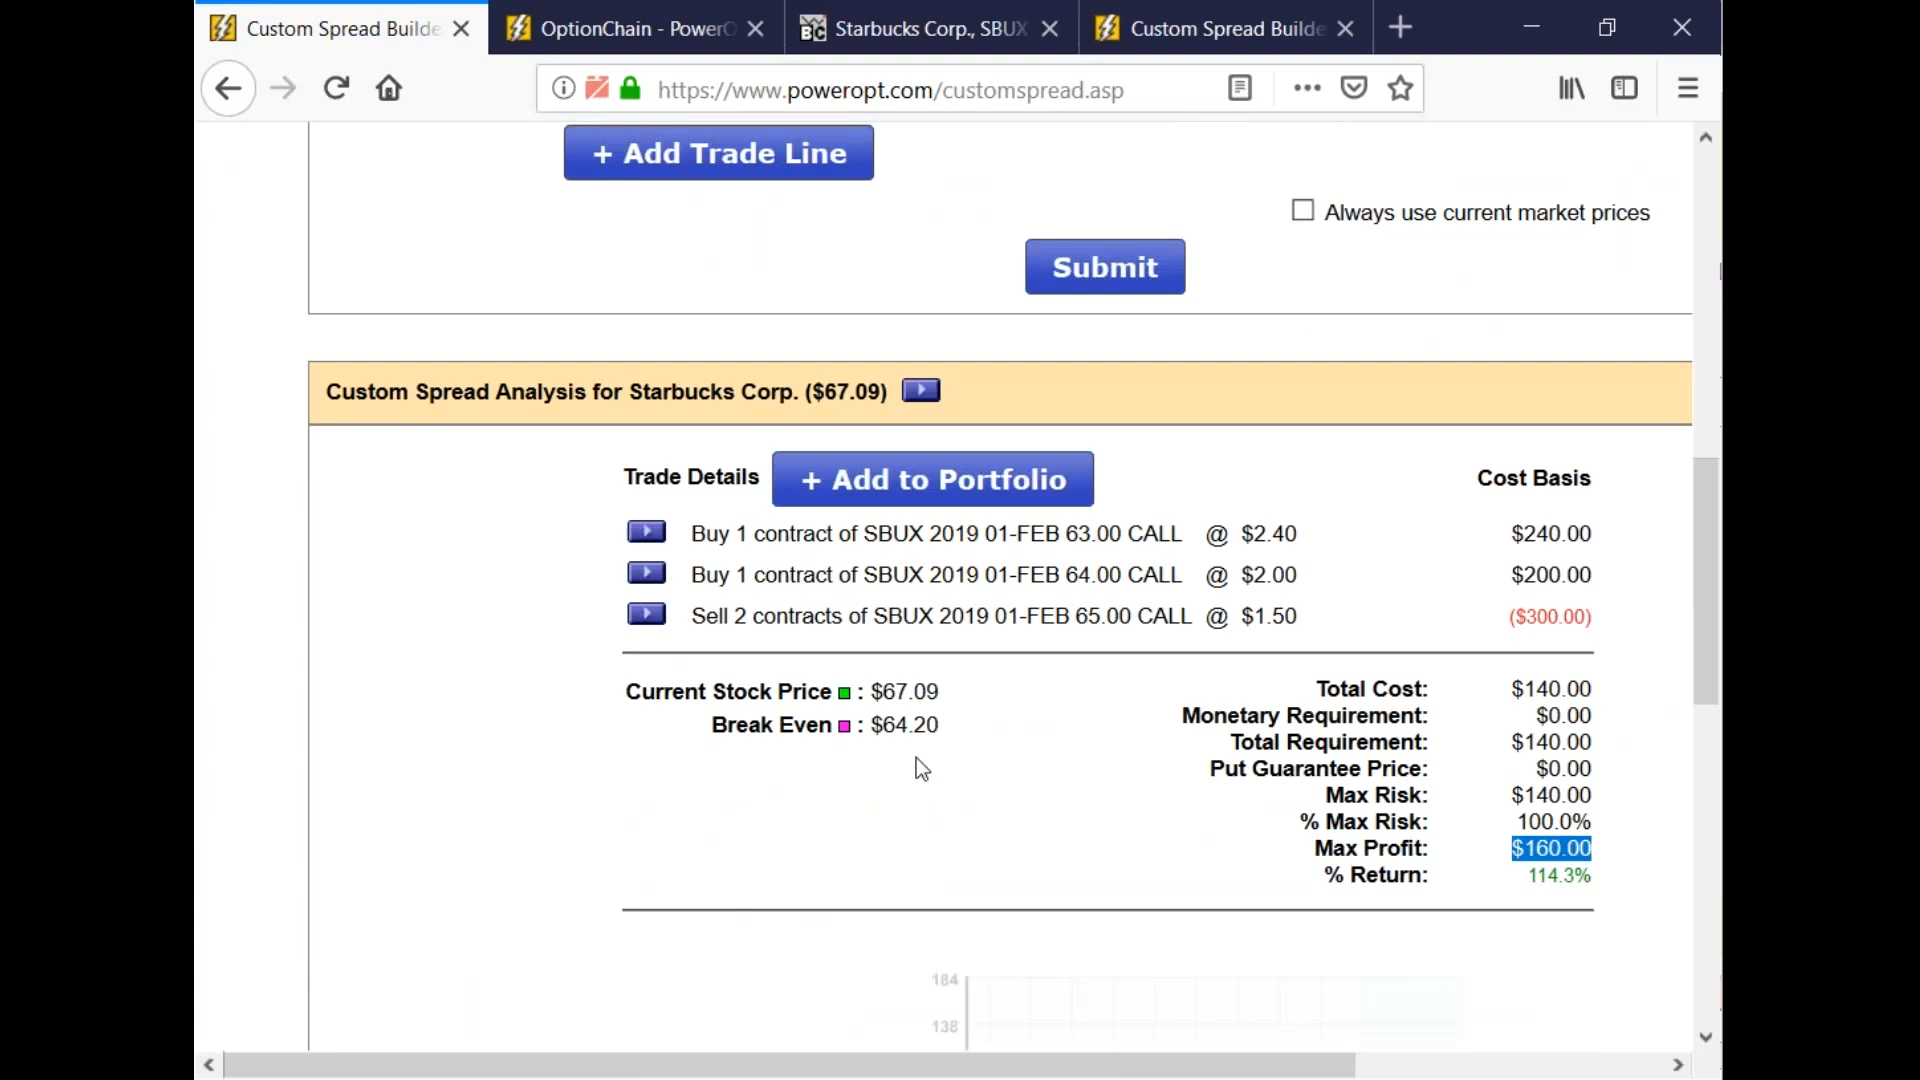 Custom Spread Builde
OptionChain - PowerO
Starbucks Corp., SBUX
Custom Spread Builde
https://www.poweropt.com/customspread.asp
+ Add Trade Line
Always use current market prices
Submit
Custom Spread Analysis for Starbucks Corp. ($67.09)
Trade Details + Add to Portfolio Cost Basis
Buy 1 contract of SBUX 2019 01-FEB 63.00 CALL @ $2.40 $240.00
Buy 1 contract of SBUX 2019 01-FEB 64.00 CALL @ $2.00 $200.00
Sell 2 contracts of SBUX 2019 01-FEB 65.00 CALL @ $1.50 ($300.00)
Current Stock Price : $67.09
Break Even : $64.20
Total Cost: $140.00
Monetary Requirement: $0.00
Total Requirement: $140.00
Put Guarantee Price: $0.00
Max Risk: $140.00
% Max Risk: 100.0%
Max Profit: $160.00
% Return: 114.3%
184
138